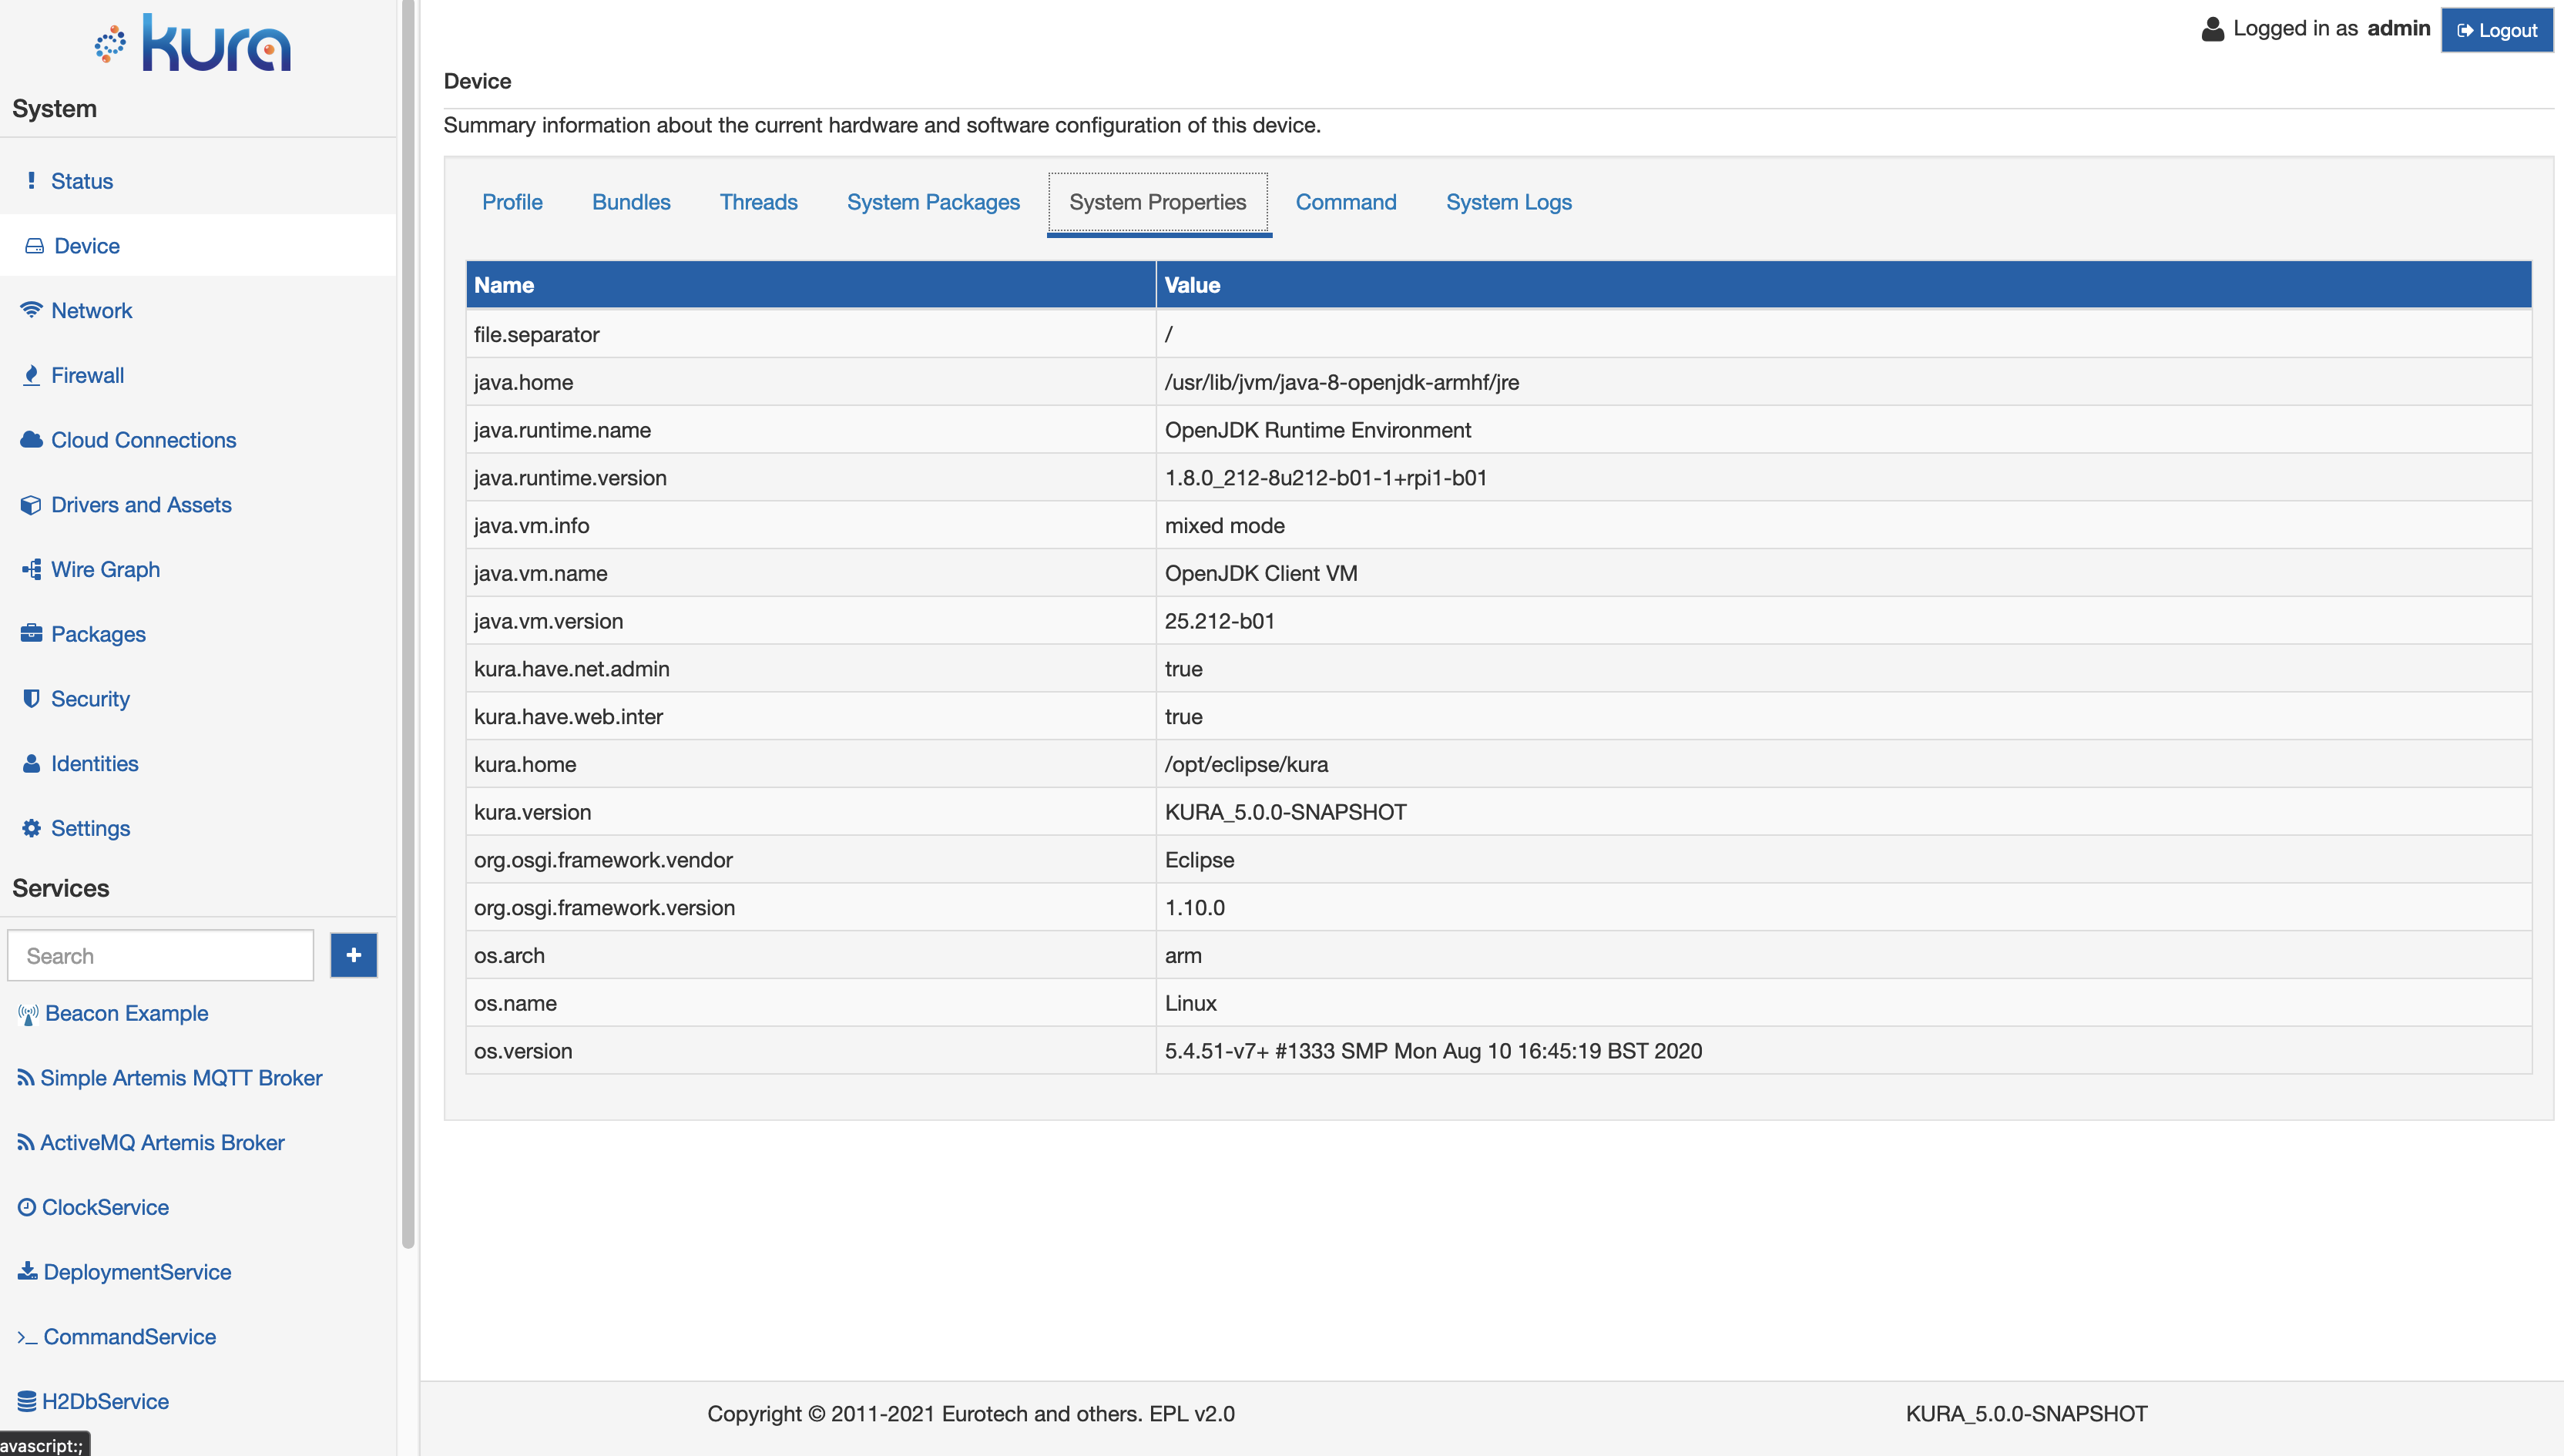 kura
System
Status
Device
Network
Firewall
Cloud Connections
Drivers and Assets
Wire Graph
Packages
Security
Identities
Settings
Services
Search
Beacon Example
Simple Artemis MQTT Broker
ActiveMQ Artemis Broker
ClockService
DeploymentService
CommandService
H2DbService
avascript:;
Logged in as admin Logout
Device
Summary information about the current hardware and software configuration of this device.
Profile Bundles Threads System Packages System Properties Command System Logs
Name Value
file.separator /
java.home /usr/lib/jvm/java-8-openjdk-armhf/jre
java.runtime.name OpenJDK Runtime Environment
java.runtime.version 1.8.0_212-8u212-b01-1+rpi1-b01
java.vm.info mixed mode
java.vm.name OpenJDK Client VM
java.vm.version 25.212-b01
kura.have.net.admin true
kura.have.web.inter true
kura.home /opt/eclipse/kura
kura.version KURA_5.0.0-SNAPSHOT
org.osgi.framework.vendor Eclipse
org.osgi.framework.version 1.10.0
os.arch arm
os.name Linux
os.version 5.4.51-v7+ #1333 SMP Mon Aug 10 16:45:19 BST 2020
Copyright © 2011-2021 Eurotech and others. EPL v2.0 KURA_5.0.0-SNAPSHOT